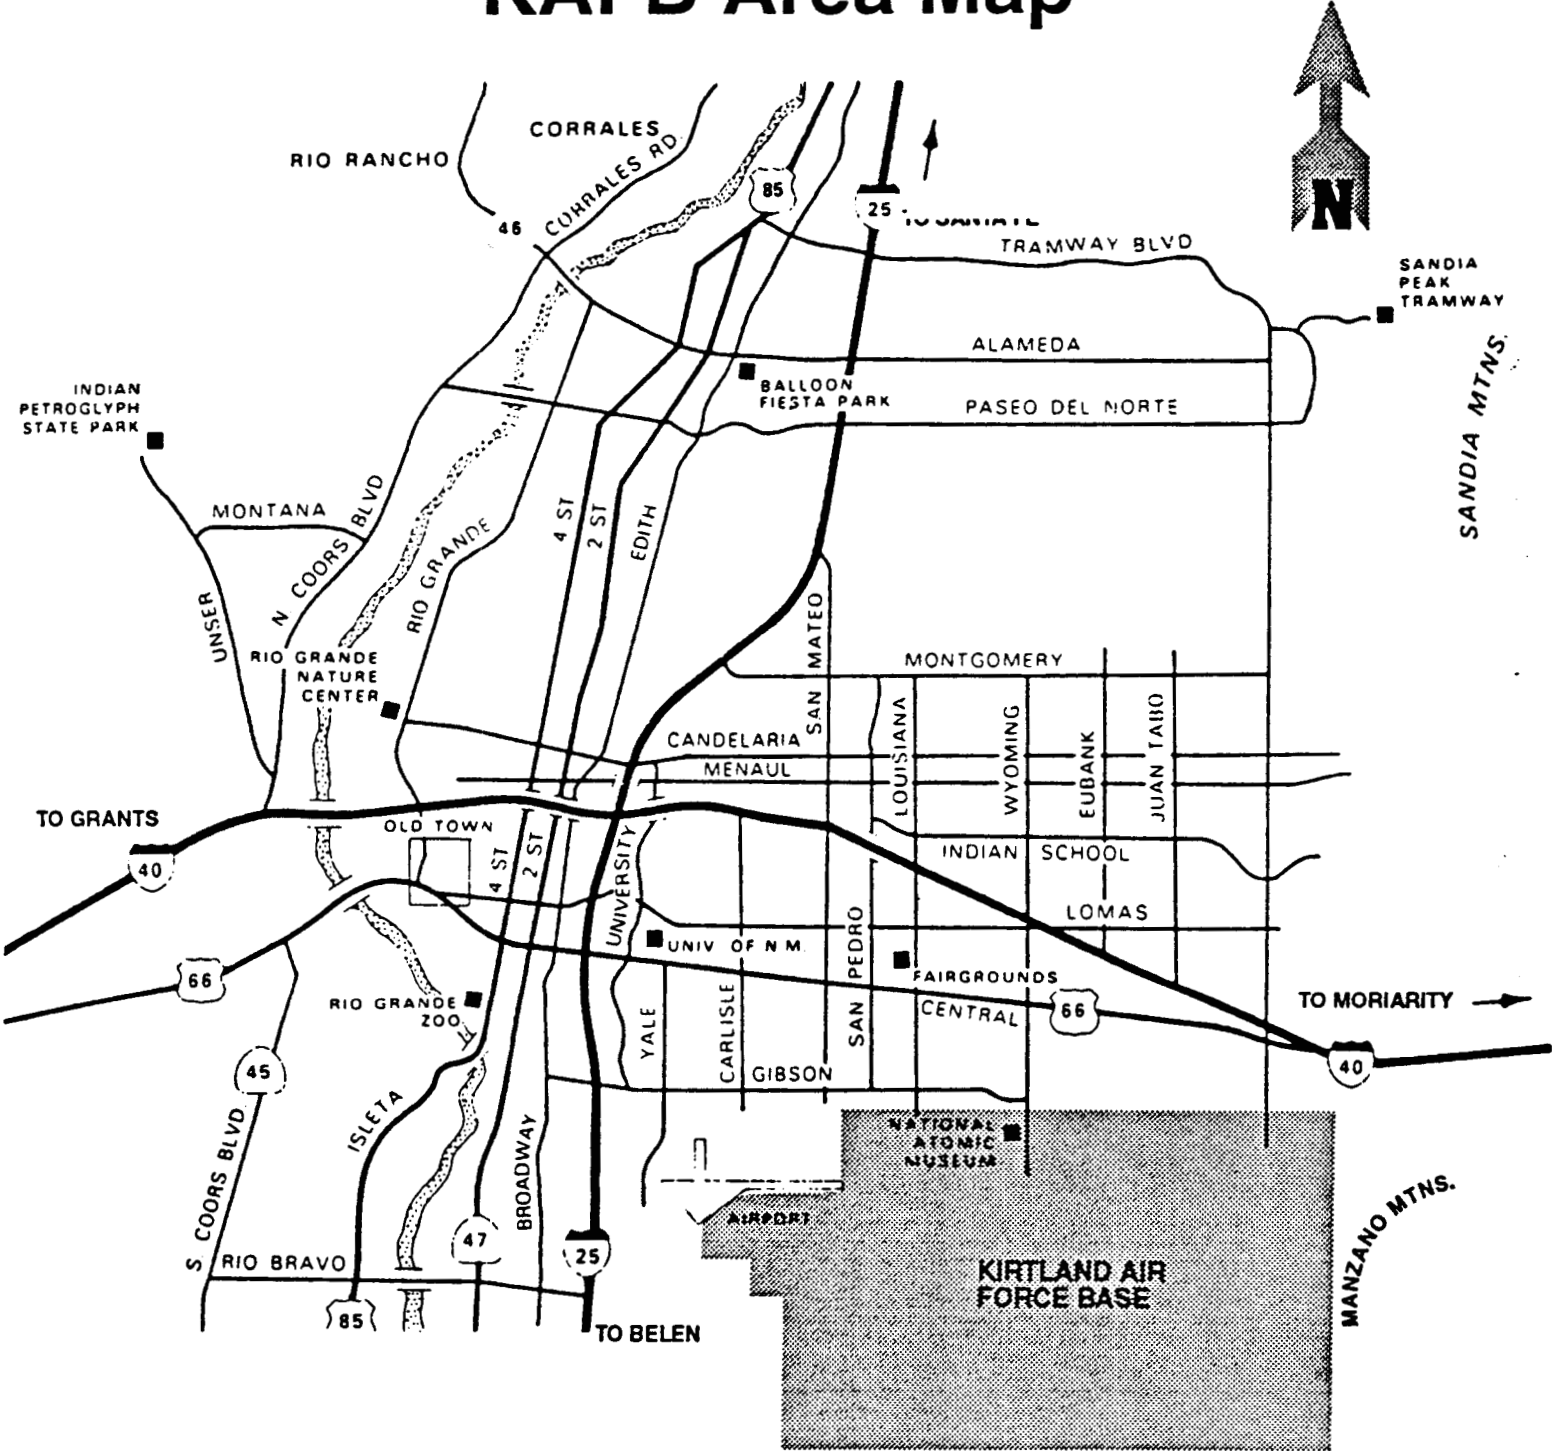 KAFB Area Map
CORRALES
RIO RANCHO
CORRALES RD.
85
25
46
TO SANTA FE
N
TRAMWAY BLVD
SANDIA
PEAK
TRAMWAY
ALAMEDA
SANDIA MTNS.
INDIAN
PETROGLYPH
STATE PARK
BALLOON
FIESTA PARK
PASEO DEL NORTE
MONTANA
N COORS BLVD
RIO GRANDE
4 ST
2 ST
EDITH
UNSER
SAN MATEO
RIO GRANDE
NATURE
CENTER
MONTGOMERY
LOUISIANA
WYOMING
EUBANK
JUAN TABO
CANDELARIA
MENAUL
TO GRANTS
OLD TOWN
40
4 ST
2 ST
UNIVERSITY
INDIAN SCHOOL
LOMAS
UNIV OF N.M.
SAN PEDRO
FAIRGROUNDS
66
RIO GRANDE
ZOO
YALE
CARLISLE
CENTRAL
66
TO MORIARITY
45
GIBSON
40
ISLETA
S. COORS BLVD
BROADWAY
NATIONAL
ATOMIC
MUSEUM
AIRPORT
MANZANO MTNS.
47
25
RIO BRAVO
KIRTLAND AIR
FORCE BASE
85
TO BELEN